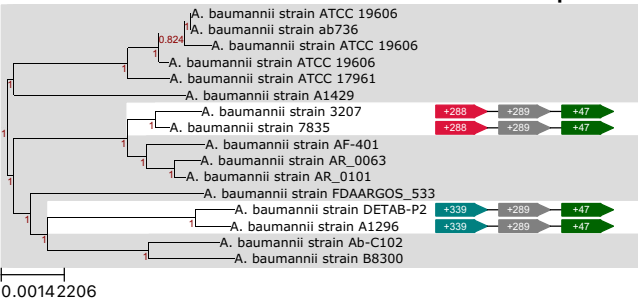 A. baumannii strain ATCC 19606
1 A. baumannii strain ab736
0.824 A. baumannii strain ATCC 19606
1 A. baumannii strain ATCC 19606
1 A. baumannii strain ATCC 17961
1 A. baumannii strain A1429
A. baumannii strain 3207 +288 +289 +47
1 A. baumannii strain 7835 +288 +289 +47
1
1 A. baumannii strain AF-401
1 A. baumannii strain AR_0063
1 A. baumannii strain AR_0101
1 A. baumannii strain FDAARGOS_533
A. baumannii strain DETAB-P2 +339 +289 +47
1 1 A. baumannii strain A1296 +339 +289 +47
1 A. baumannii strain Ab-C102
1 A. baumannii strain B8300
0.00142206